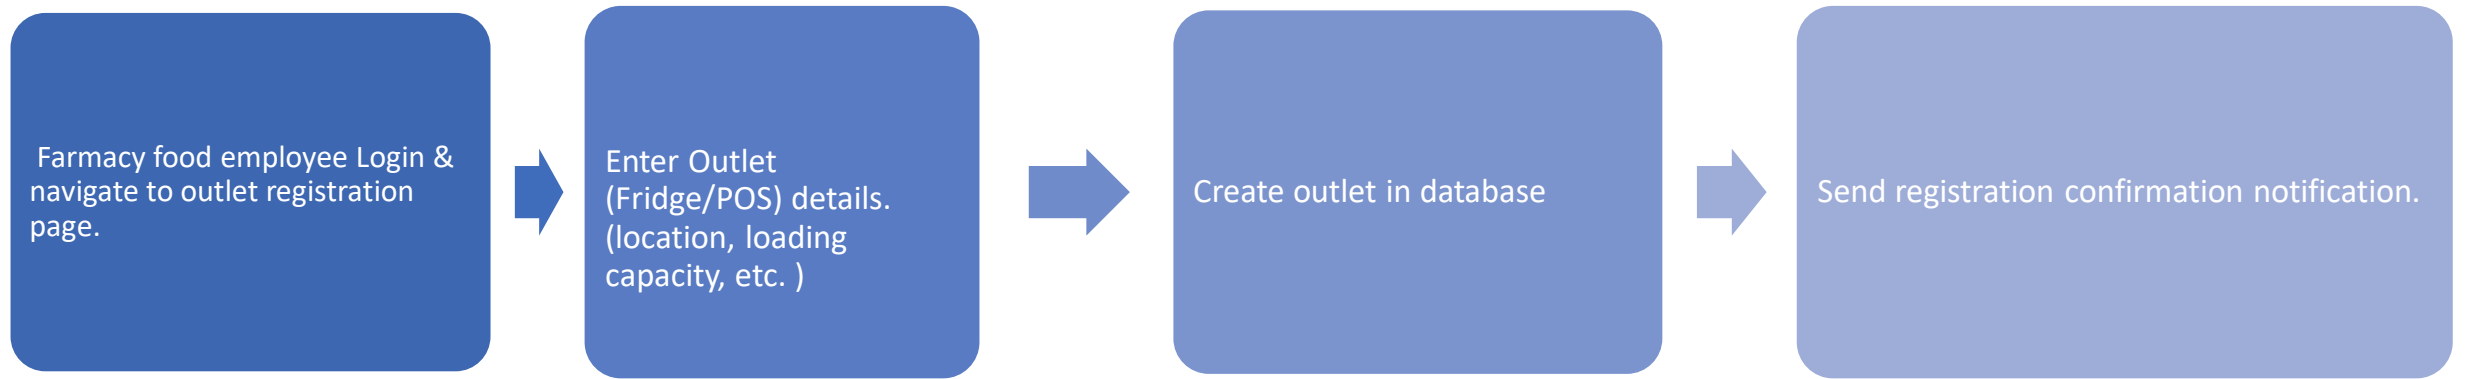 Farmacy food employee Login &
navigate to outlet registration
page.
Enter Outlet
(Fridge/POS) details.
(location, loading
capacity, etc. )
Create outlet in database
Send registration confirmation notification.